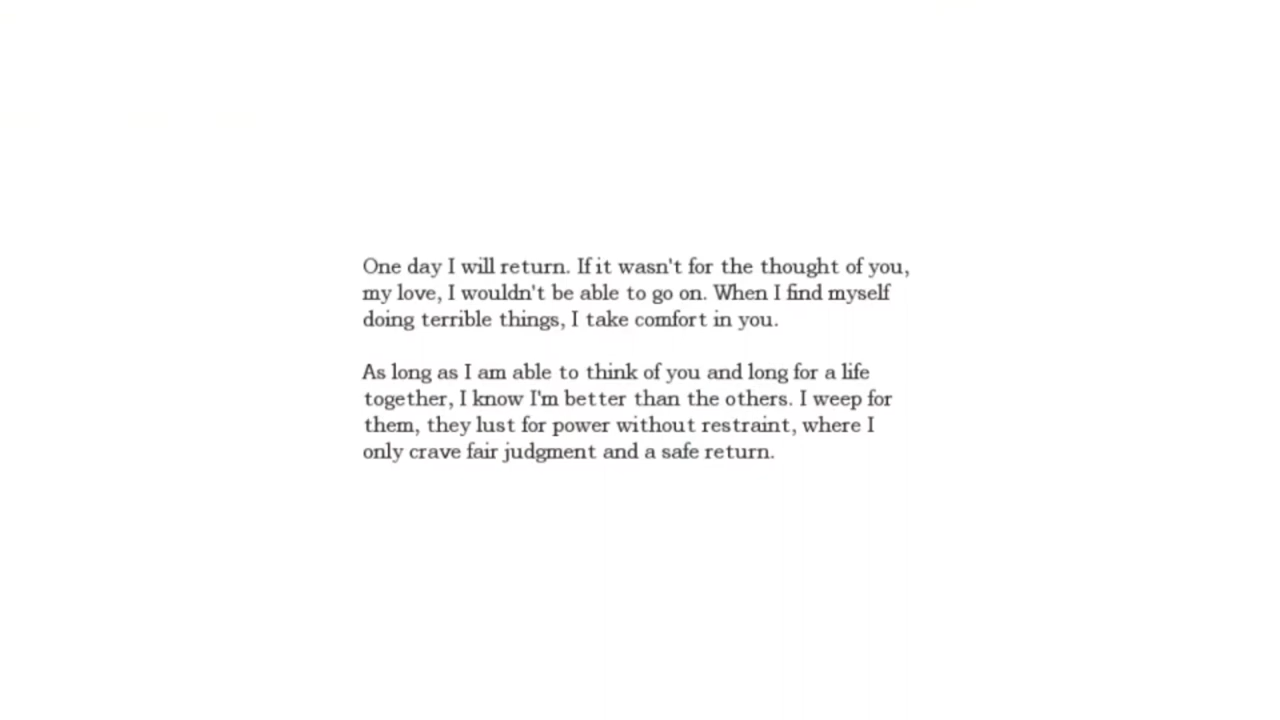 One day I will return. If it wasn't for the thought of you,
my love, I wouldn't be able to go on. When I find myself
doing terrible things, I take comfort in you.
As long as I am able to think of you and long for a life
together, I know I'm better than the others. I weep for
them, they lust for power without restraint, where I
only crave fair judgment and a safe return.